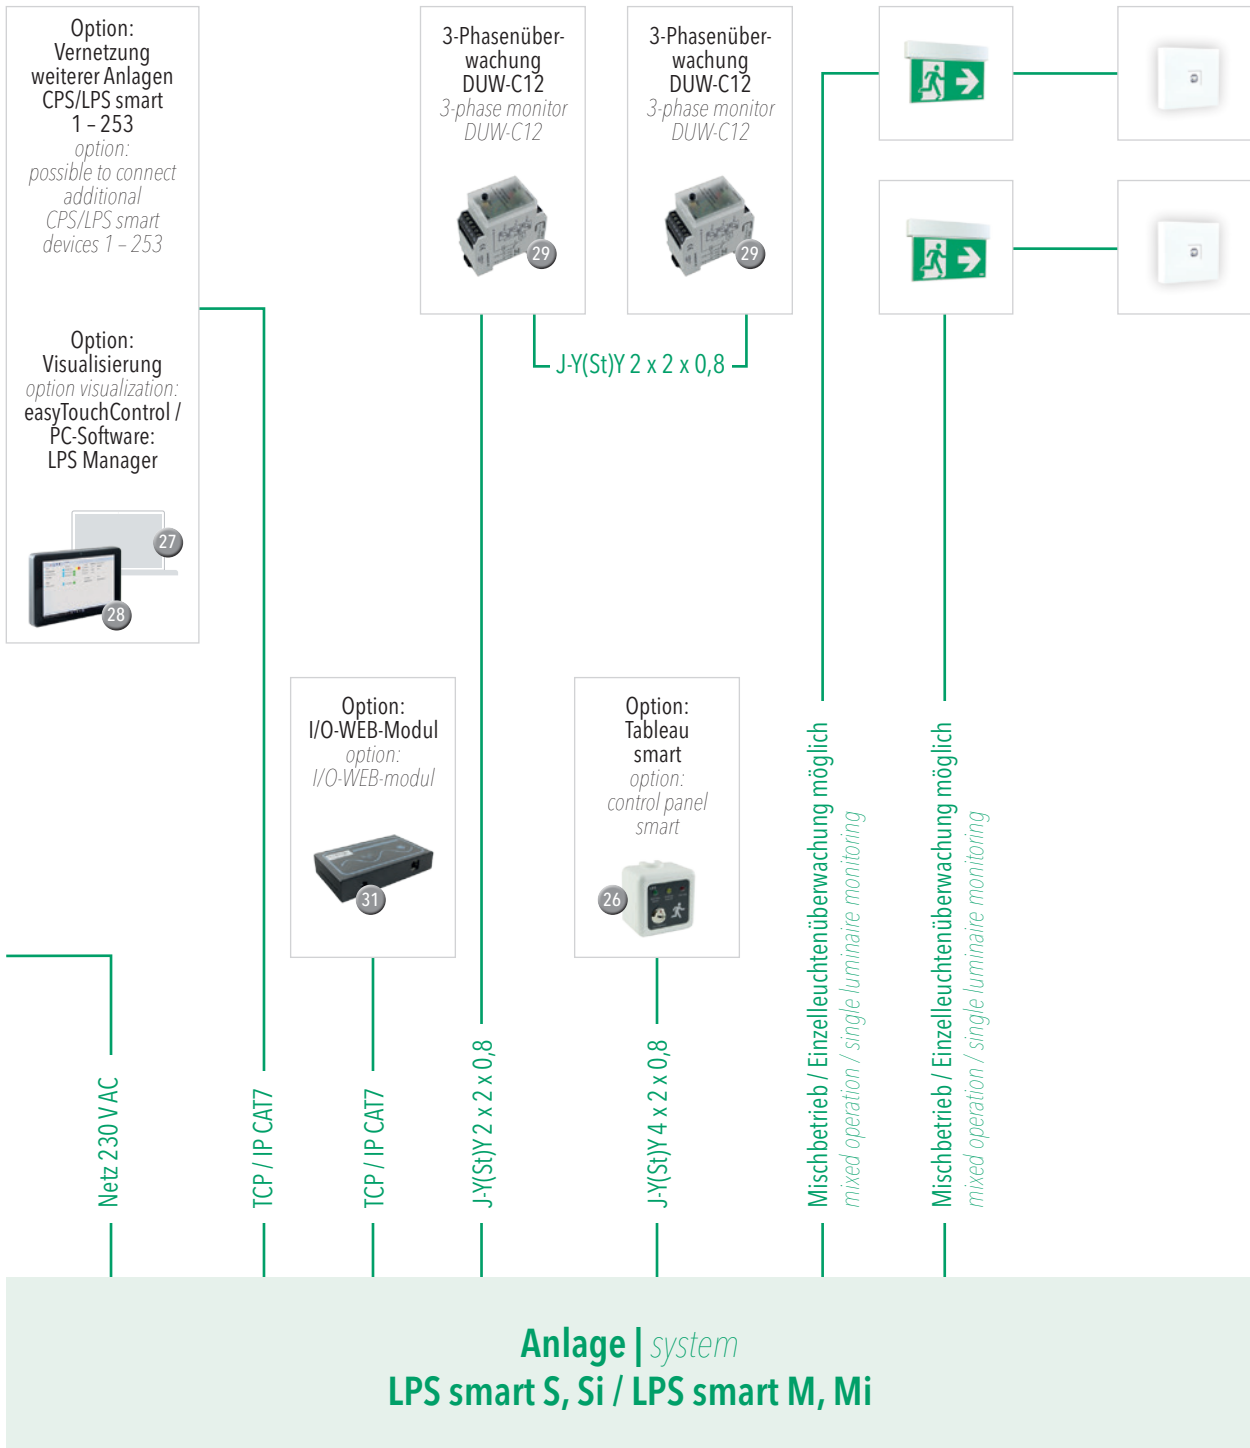 Option:
Vernetzung
weiterer Anlagen
CPS/LPS smart
1 – 253
option:
possible to connect
additional
CPS/LPS smart
devices 1 – 253
Option:
Visualisierung
option visualization:
easyTouchControl /
PC-Software:
LPS Manager
27
28
3-Phasenüber-
wachung
DUW-C12
3-phase monitor
DUW-C12
29
3-Phasenüber-
wachung
DUW-C12
3-phase monitor
DUW-C12
29
J-Y(St)Y 2 x 2 x 0,8
Option:
I/O-WEB-Modul
option:
I/O-WEB-modul
31
Option:
Tableau
smart
option:
control panel
smart
26
Netz 230 V AC
TCP / IP CAT7
TCP / IP CAT7
J-Y(St)Y 2 x 2 x 0,8
J-Y(St)Y 4 x 2 x 0,8
Mischbetrieb / Einzelleuchtenüberwachung möglich
mixed operation / single luminaire monitoring
Mischbetrieb / Einzelleuchtenüberwachung möglich
mixed operation / single luminaire monitoring
Anlage | system
LPS smart S, Si / LPS smart M, Mi